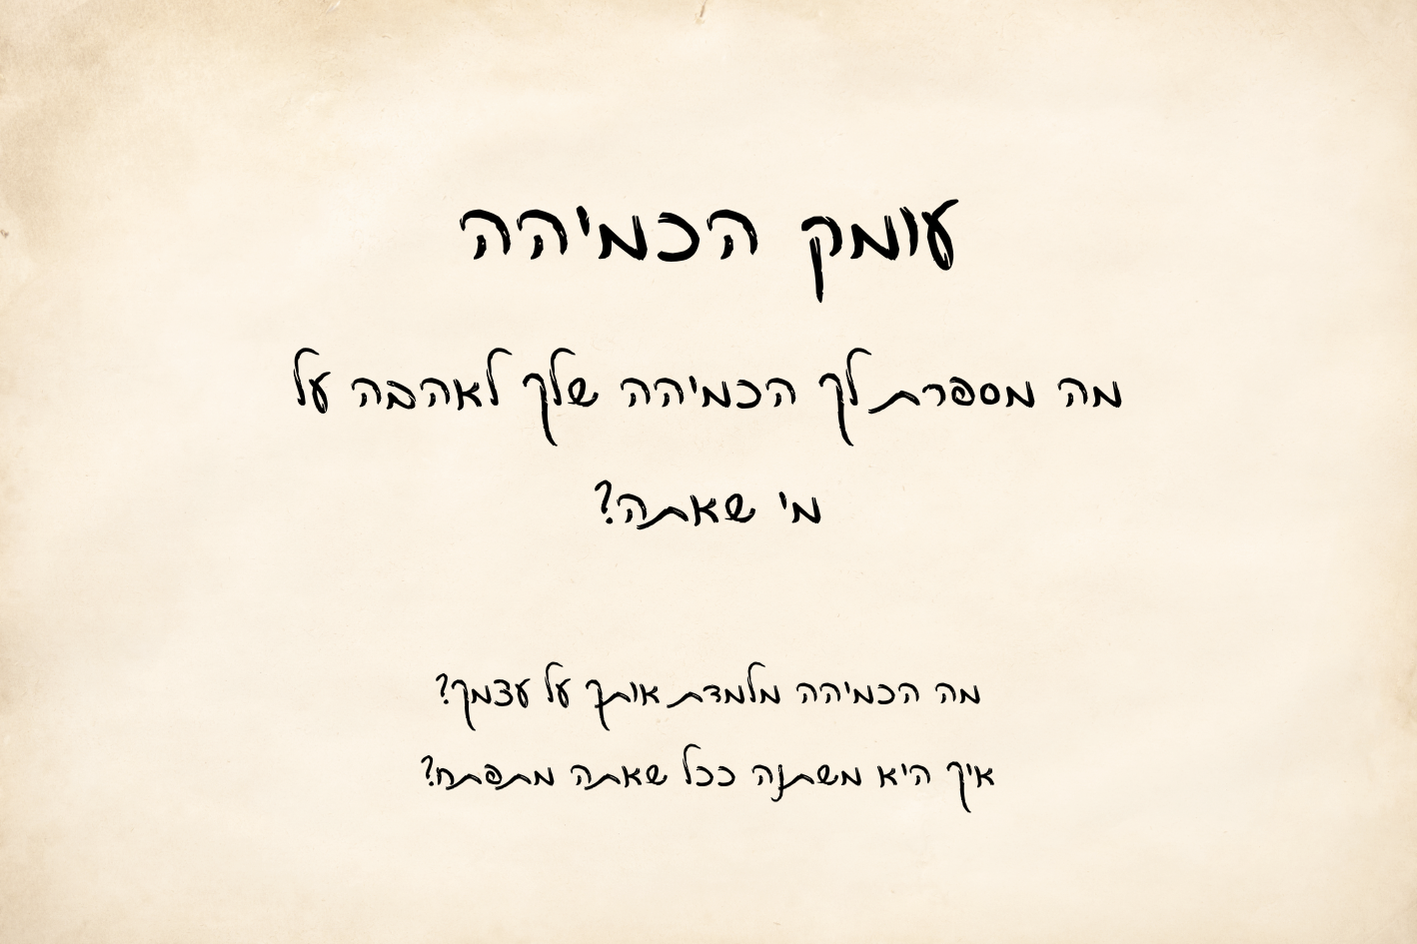 עומק הכמיהה
מה מספרת לך הכמיהה שלך לאהבה על
מי שאתה?
מה הכמיהה מלמדת אותך על עצמך?
איך היא משתנה ככל שאתה מתפתח?